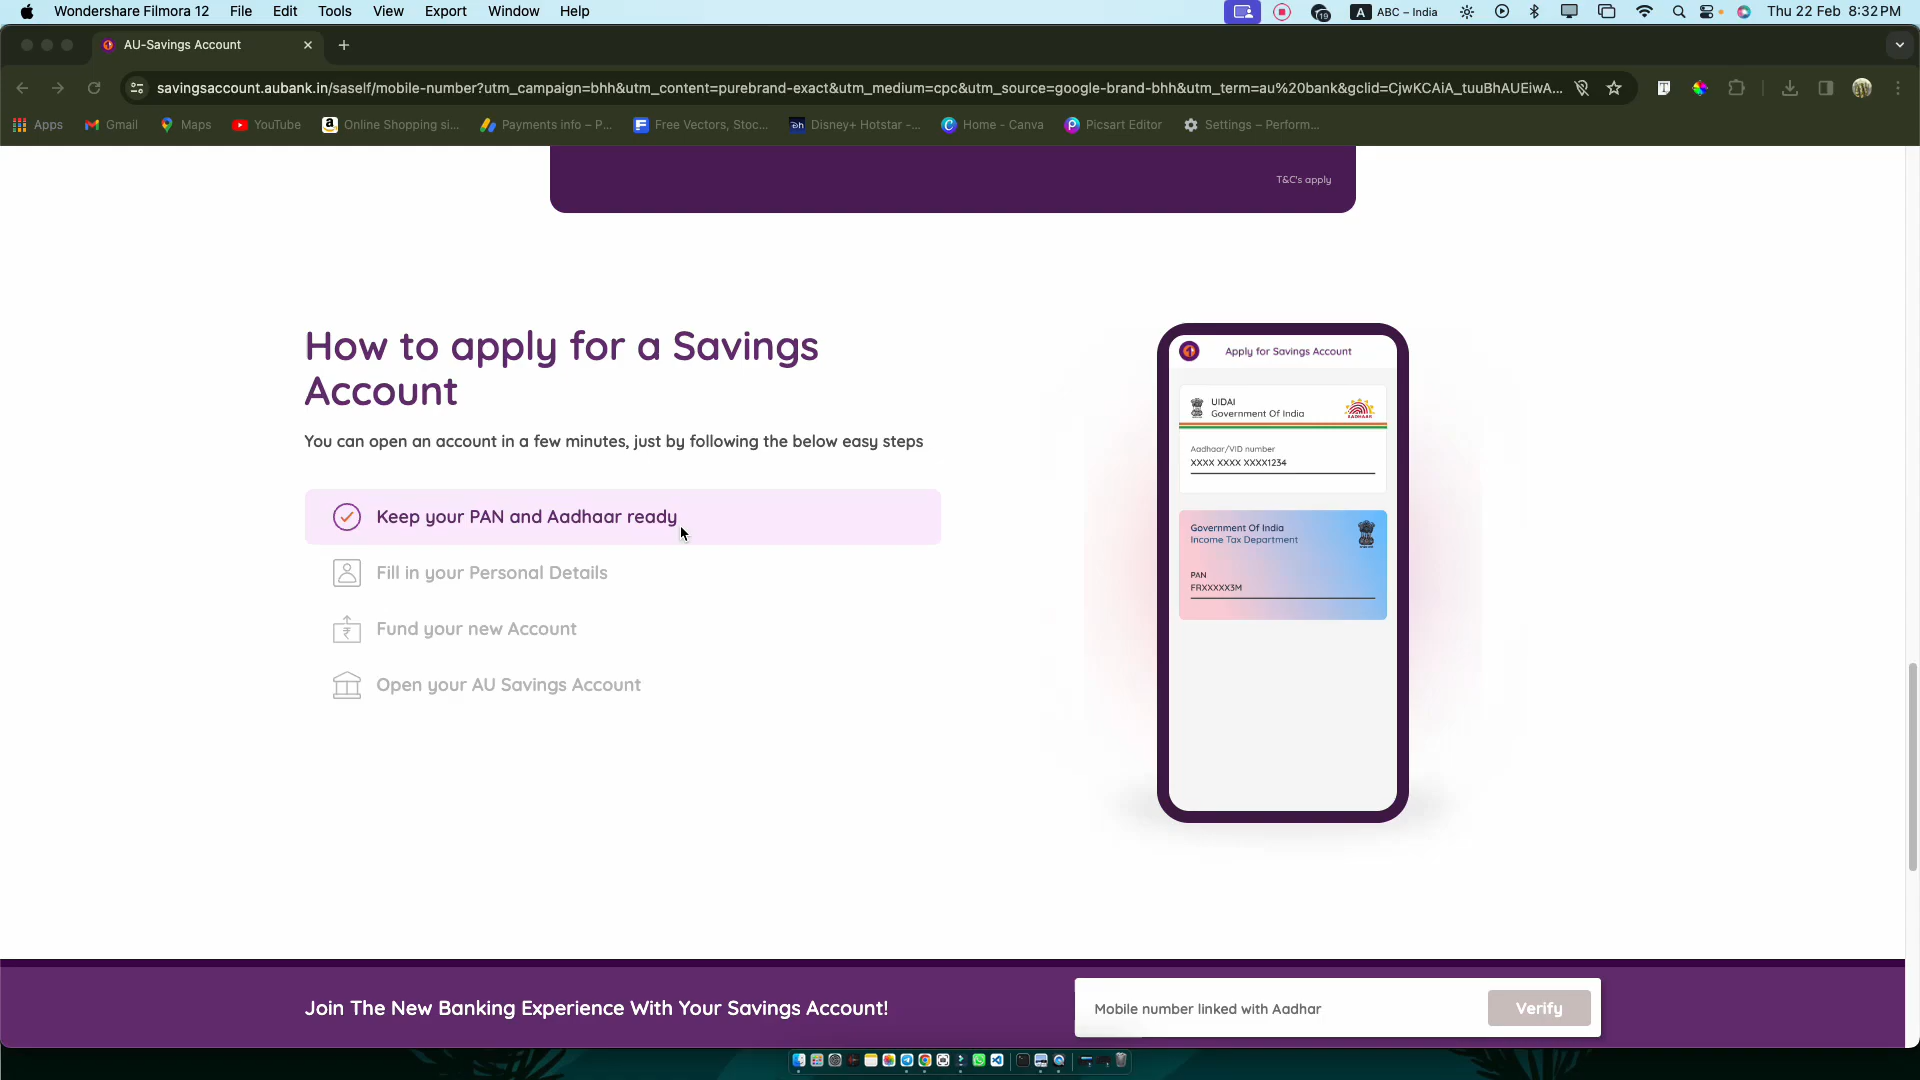 Wondershare Filmora 12 File Edit Tools View Export Window Help 19 A ABC – India Thu 22 Feb 8:32 PM
AU-Savings Account
savingsaccount.aubank.in/saself/mobile-number?utm_campaign=bhh&utm_content=purebrand-exact&utm_medium=cpc&utm_source=google-brand-bhh&utm_term=au%20bank&gclid=CjwKCAiA_tuuBhAUEiwA...
Apps Gmail Maps YouTube Online Shopping si... Payments info – P... Free Vectors, Stoc... Disney+ Hotstar -... Home - Canva Picsart Editor Settings – Perform...
T&C's apply
How to apply for a Savings
Account
You can open an account in a few minutes, just by following the below easy steps
Keep your PAN and Aadhaar ready
Fill in your Personal Details
Fund your new Account
Open your AU Savings Account
Apply for Savings Account
UIDAI
Government Of India
AADHAAR
Aadhaar/VID number
XXXX XXXX XXXX1234
Government Of India
Income Tax Department
PAN
FRXXXXX3M
Join The New Banking Experience With Your Savings Account!
Mobile number linked with Aadhar
Verify